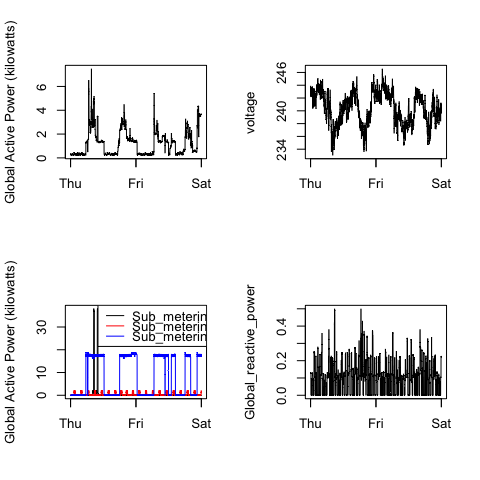 Global Active Power (kilowatts)
6
4
2
0
Thu
Fri
Sat
voltage
246
240
234
Thu
Fri
Sat
Global Active Power (kilowatts)
30
10
0
Sub_meterin
Sub_meterin
Sub_meterin
Thu
Fri
Sat
Global_reactive_power
0.4
0.2
0.0
Thu
Fri
Sat